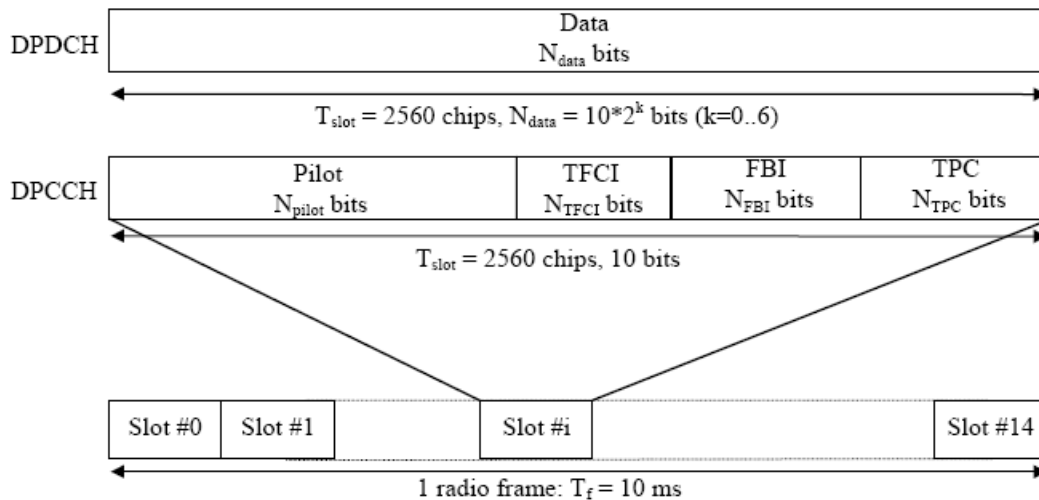 DPDCH
Data
N_data bits
T_slot = 2560 chips, N_data = 10*2^k bits (k=0..6)
DPCCH
Pilot
N_pilot bits
TFCI
N_TFCI bits
FBI
N_FBI bits
TPC
N_TPC bits
T_slot = 2560 chips, 10 bits
Slot #0
Slot #1
Slot #i
Slot #14
1 radio frame: T_f = 10 ms